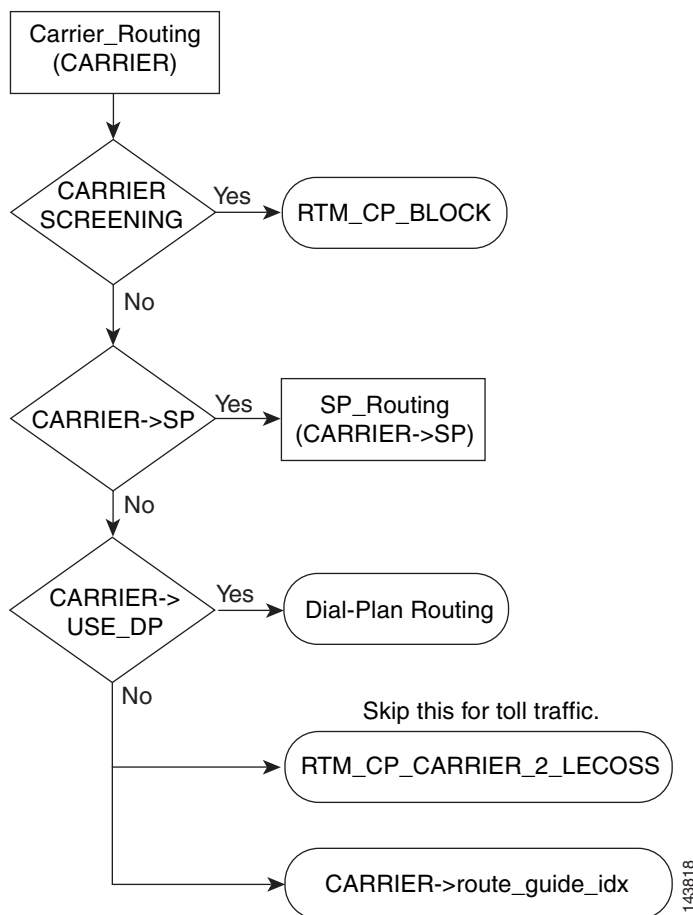 Carrier_Routing
(CARRIER)
CARRIER
SCREENING
Yes
RTM_CP_BLOCK
No
CARRIER->SP
Yes
SP_Routing
(CARRIER->SP)
No
CARRIER->
USE_DP
Yes
Dial-Plan Routing
No
Skip this for toll traffic.
RTM_CP_CARRIER_2_LECOSS
CARRIER->route_guide_idx
143818